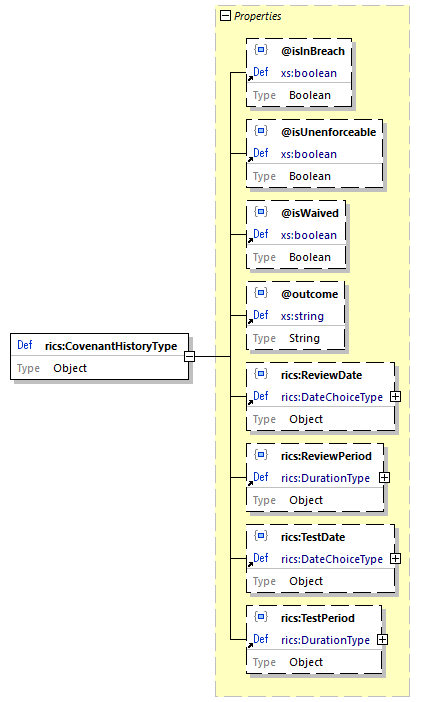 Properties
@isInBreach
Def xs:boolean
Type Boolean
@isUnenforceable
Def xs:boolean
Type Boolean
@isWaived
Def xs:boolean
Type Boolean
@outcome
Def xs:string
Type String
Def rics:CovenantHistoryType
Type Object
rics:ReviewDate
Def rics:DateChoiceType
Type Object
rics:ReviewPeriod
Def rics:DurationType
Type Object
rics:TestDate
Def rics:DateChoiceType
Type Object
rics:TestPeriod
Def rics:DurationType
Type Object